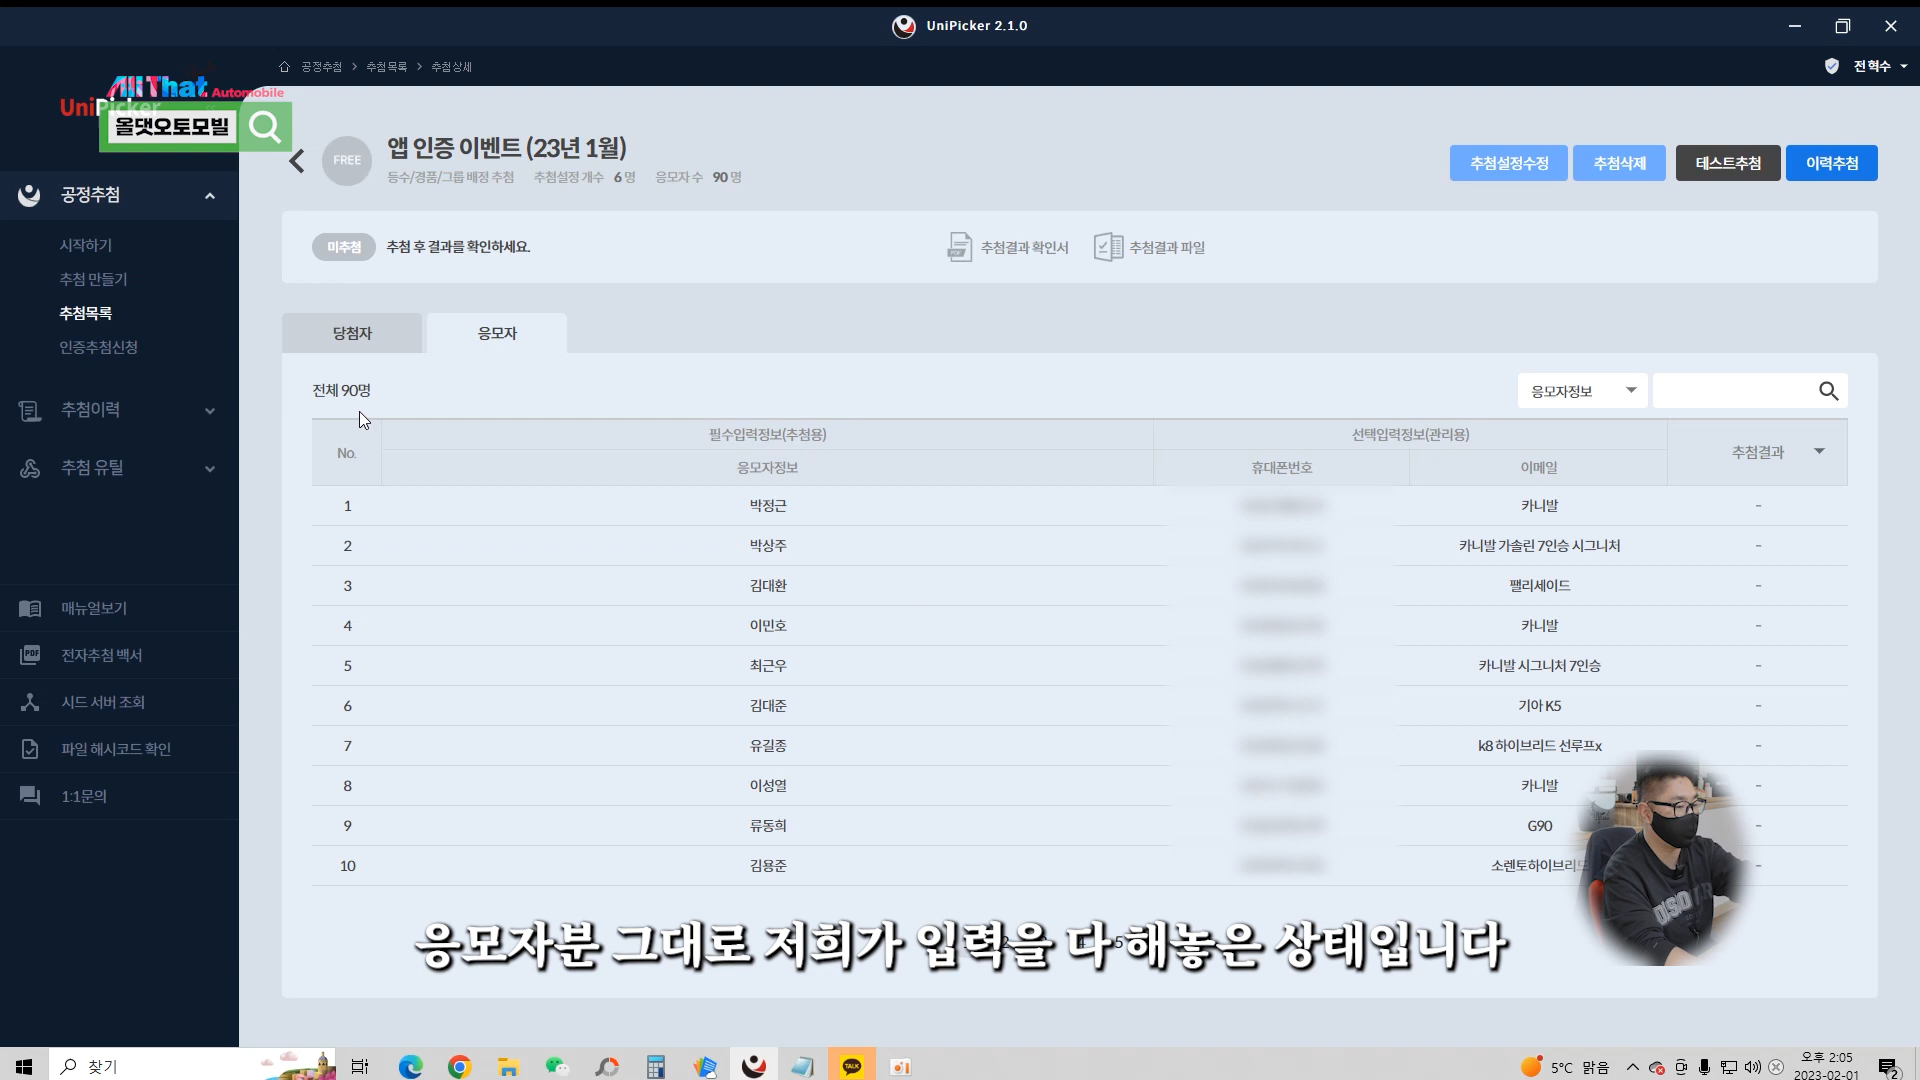 UniPicker 2.1.0
공정추첨 > 추첨목록 > 추첨상세
전혁수
All That Automobile
UniPicker
올댓오토모빌
FREE
앱 인증 이벤트 (23년 1월)
등수/경품/그룹 배정 추첨 추첨설정 개수 6 명 응모자 수 90 명
추첨설정수정 추첨삭제 테스트추첨 이력추첨
공정추첨
시작하기
추첨 만들기
추첨목록
인증추첨신청
추첨이력
추첨 유틸
매뉴얼보기
PDF 전자추첨 백서
시드 서버 조회
파일 해시코드 확인
1:1문의
미추첨 추첨 후 결과를 확인하세요.
PDF 추첨결과 확인서 추첨결과 파일
당첨자 응모자
전체 90명
응모자정보
No. 필수입력정보(추첨용) 선택입력정보(관리용) 추첨결과
응모자정보 휴대폰번호 이메일
1 박정근 카니발 -
2 박상주 카니발 가솔린 7인승 시그니처 -
3 김대환 팰리세이드 -
4 이민호 카니발 -
5 최근우 카니발 시그니처 7인승 -
6 김대준 기아 K5 -
7 유길종 k8 하이브리드 선루프x -
8 이성열 카니발 -
9 류동희 G90 -
10 김용준 소렌토하이브리드 -
응모자분 그대로 저희가 입력을 다 해놓은 상태입니다
찾기
TALK
5°C 맑음
오후 2:05
2023-02-01
2